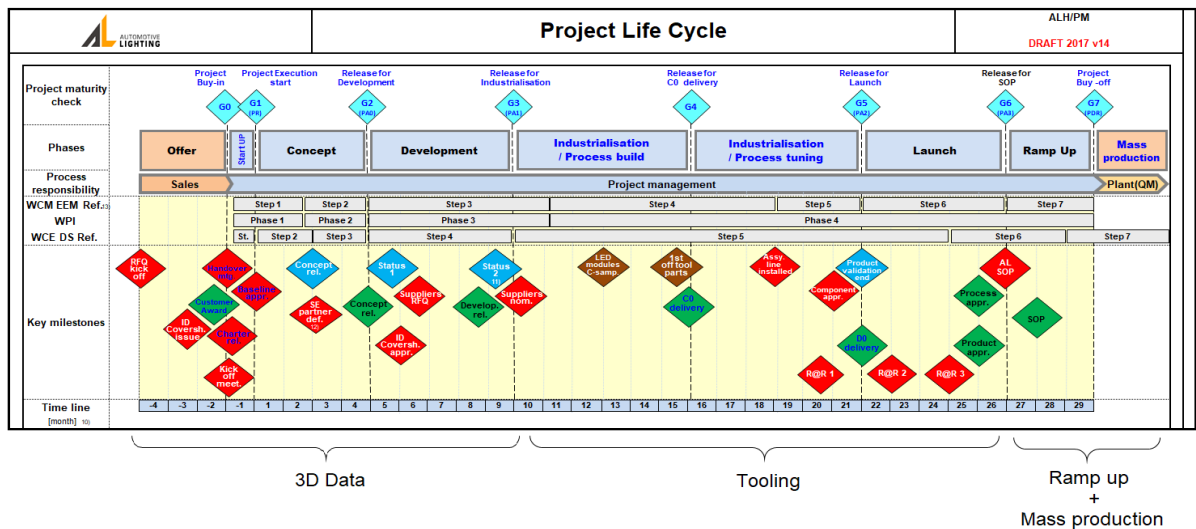 AL AUTOMOTIVE
LIGHTING
Project Life Cycle
ALH/PM
DRAFT 2017 v14
Project maturity
check
Project
Buy-in
Project Execution
start
Release for
Development
Release for
Industrialisation
Release for
C0 delivery
Release for
Launch
Release for
SOP
Project
Buy -off
G0
G1
(PR)
G2
(PA0)
G3
(PA1)
G4
G5
(PA2)
G6
(PA3)
G7
(PDR)
Phases
Offer
Start UP
Concept
Development
Industrialisation
/ Process build
Industrialisation
/ Process tuning
Launch
Ramp Up
Mass
production
Process
responsibility
Sales
Project management
Plant(QM)
WCM EEM Ref.
Step 1
Step 2
Step 3
Step 4
Step 5
Step 6
Step 7
WPI
Phase 1
Phase 2
Phase 3
Phase 4
WCE DS Ref.
St.
Step 2
Step 3
Step 4
Step 5
Step 6
Step 7
Key milestones
RFQ
kick
off
ID
Coversh.
issue
Customer
Award
Handover
mtg.
Charter
rel.
Kick
off
meet.
Baseline
appr.
Concept
rel.
SE
partner
def.
12)
Concept
rel.
Status
1
Suppliers
RFQ
ID
Coversh.
appr.
Develop.
rel.
Status
2
11)
Suppliers
nom.
LED
modules
C-samp.
1st
off tool
parts
C0
delivery
Assy.
line
installed
Component
appr.
R@R 1
Product
validation
end
D0
delivery
R@R 2
R@R 3
Process
appr.
Product
appr.
AL
SOP
SOP
Time line
[month] 10)
-4 -3 -2 -1 1 2 3 4 5 6 7 8 9 10 11 12 13 14 15 16 17 18 19 20 21 22 23 24 25 26 27 28 29
3D Data
Tooling
Ramp up
+
Mass production